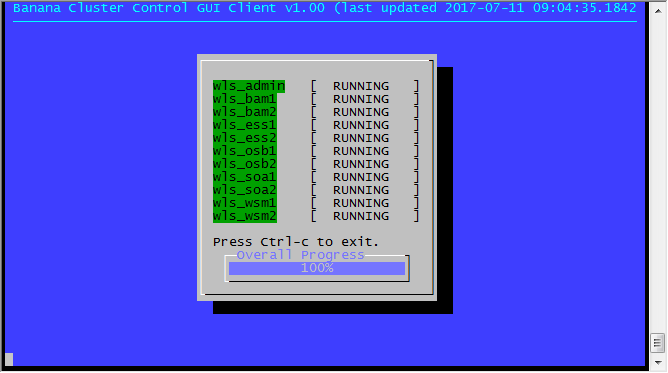 Banana Cluster Control GUI Client v1.00 (last updated 2017-07-11 09:04:35.1842
wls_admin [ RUNNING ]
wls_bam1 [ RUNNING ]
wls_bam2 [ RUNNING ]
wls_ess1 [ RUNNING ]
wls_ess2 [ RUNNING ]
wls_osb1 [ RUNNING ]
wls_osb2 [ RUNNING ]
wls_soa1 [ RUNNING ]
wls_soa2 [ RUNNING ]
wls_wsm1 [ RUNNING ]
wls_wsm2 [ RUNNING ]
Press Ctrl-c to exit.
Overall Progress
100%